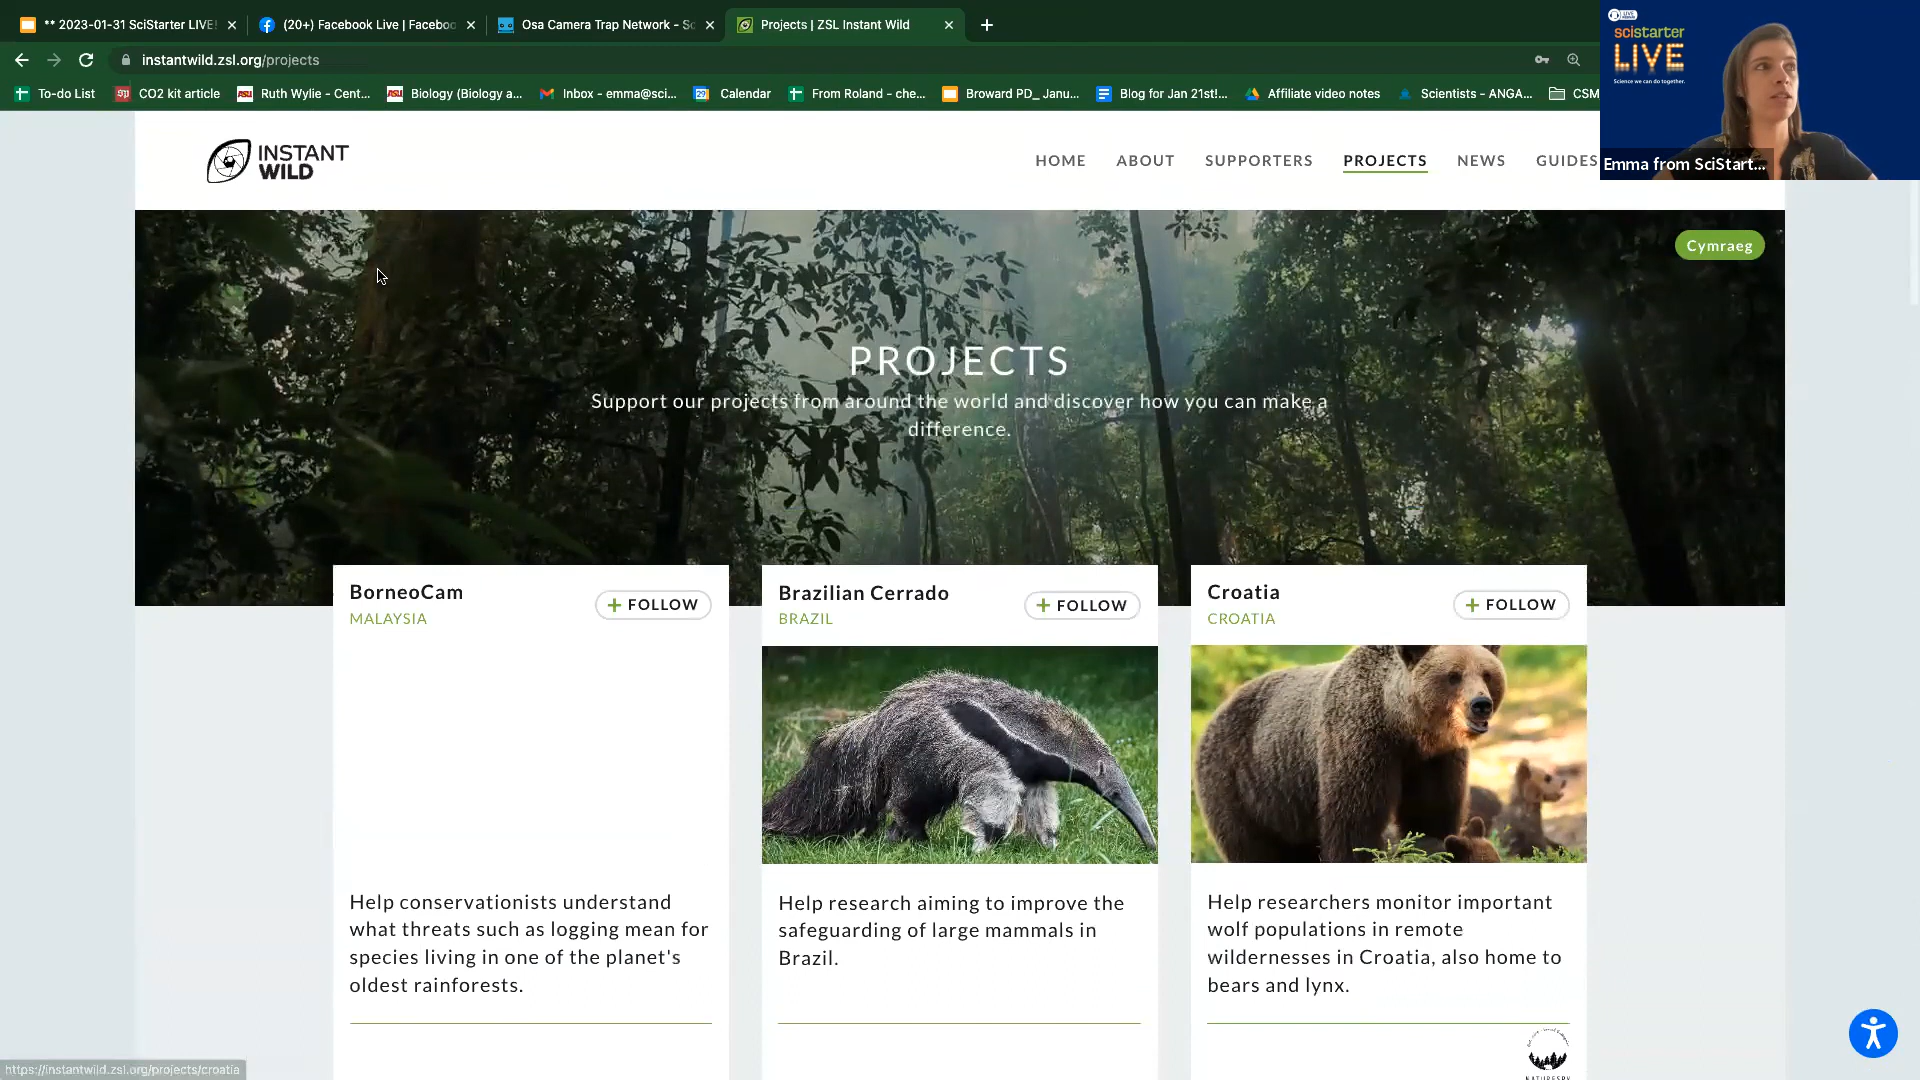 ** 2023-01-31 SciStarter LIVE!
(20+) Facebook Live | Facebo
Osa Camera Trap Network - Sc
Projects | ZSL Instant Wild
instantwild.zsl.org/projects
To-do List
CO2 kit article
ASU Ruth Wylie - Cent...
ASU Biology (Biology a...
Inbox - emma@sci...
Calendar
From Roland - che...
Broward PD_ Janu...
Blog for Jan 21st!...
Affiliate video notes
Scientists - ANGA...
CSM
scistarter
LIVE
Science we can do together.
Emma from SciStart...
INSTANT
WILD
HOME
ABOUT
SUPPORTERS
PROJECTS
NEWS
GUIDES
Cymraeg
PROJECTS
Support our projects from around the world and discover how you can make a
difference.
BorneoCam
MALAYSIA
+ FOLLOW
Help conservationists understand
what threats such as logging mean for
species living in one of the planet's
oldest rainforests.
Brazilian Cerrado
BRAZIL
+ FOLLOW
Help research aiming to improve the
safeguarding of large mammals in
Brazil.
Croatia
CROATIA
+ FOLLOW
Help researchers monitor important
wolf populations in remote
wildernesses in Croatia, also home to
bears and lynx.
NATURESPY
https://instantwild.zsl.org/projects/croatia